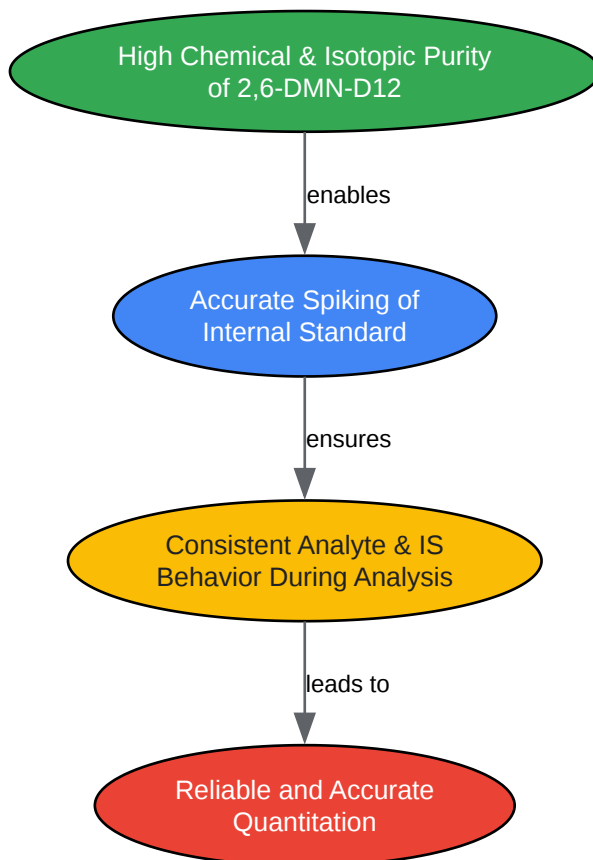 High Chemical & Isotopic Purity
of 2,6-DMN-D12
enables
Accurate Spiking of
Internal Standard
ensures
Consistent Analyte & IS
Behavior During Analysis
leads to
Reliable and Accurate
Quantitation